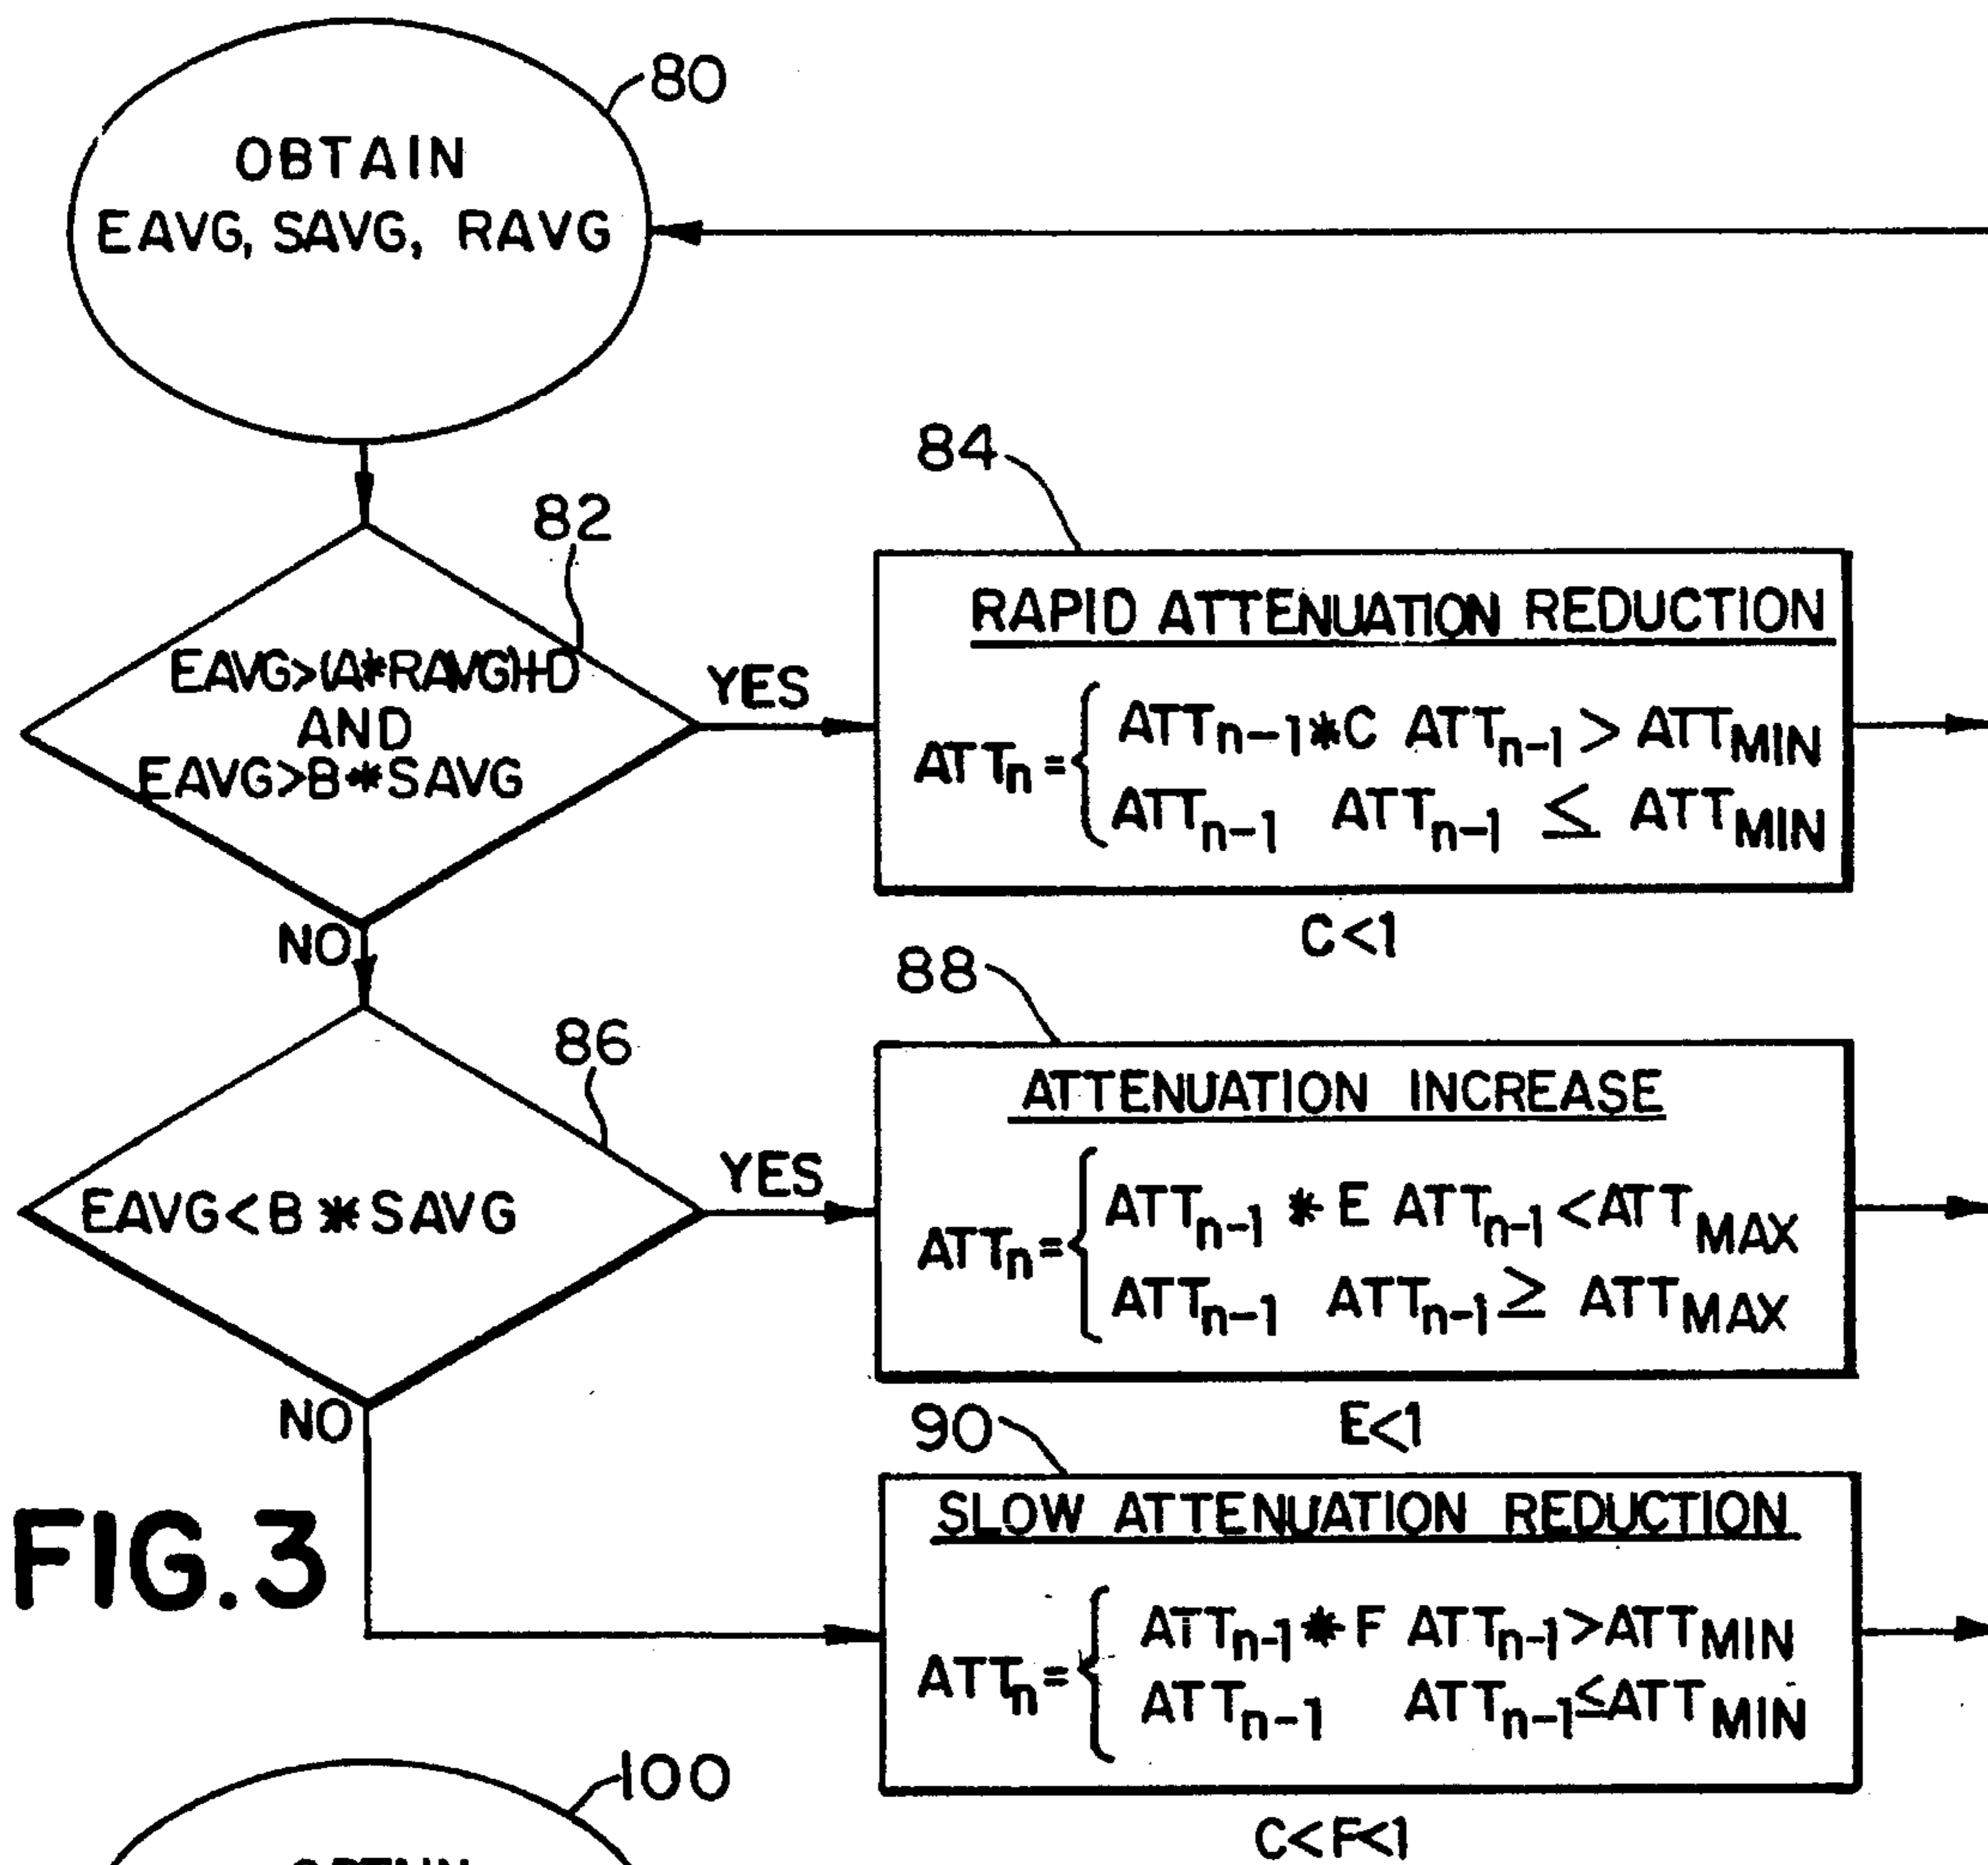 80
OBTAIN
EAVG, SAVG, RAVG
82
EAVG>(A*RAVG)+D
AND
EAVG>B*SAVG
YES
NO
84
RAPID ATTENUATION REDUCTION
ATTn = { ATTn-1*C ATTn-1 > ATTMIN
ATTn-1 ATTn-1 ≤ ATTMIN
C<1
86
EAVG<B*SAVG
YES
NO
88
ATTENUATION INCREASE
ATTn = { ATTn-1 * E ATTn-1 <ATTMAX
ATTn-1 ATTn-1 ≥ ATTMAX
E<1
90
SLOW ATTENUATION REDUCTION
ATTn = { ATTn-1*F ATTn-1>ATTMIN
ATTn-1 ATTn-1≤ATTMIN
C<F<1
FIG.3
100